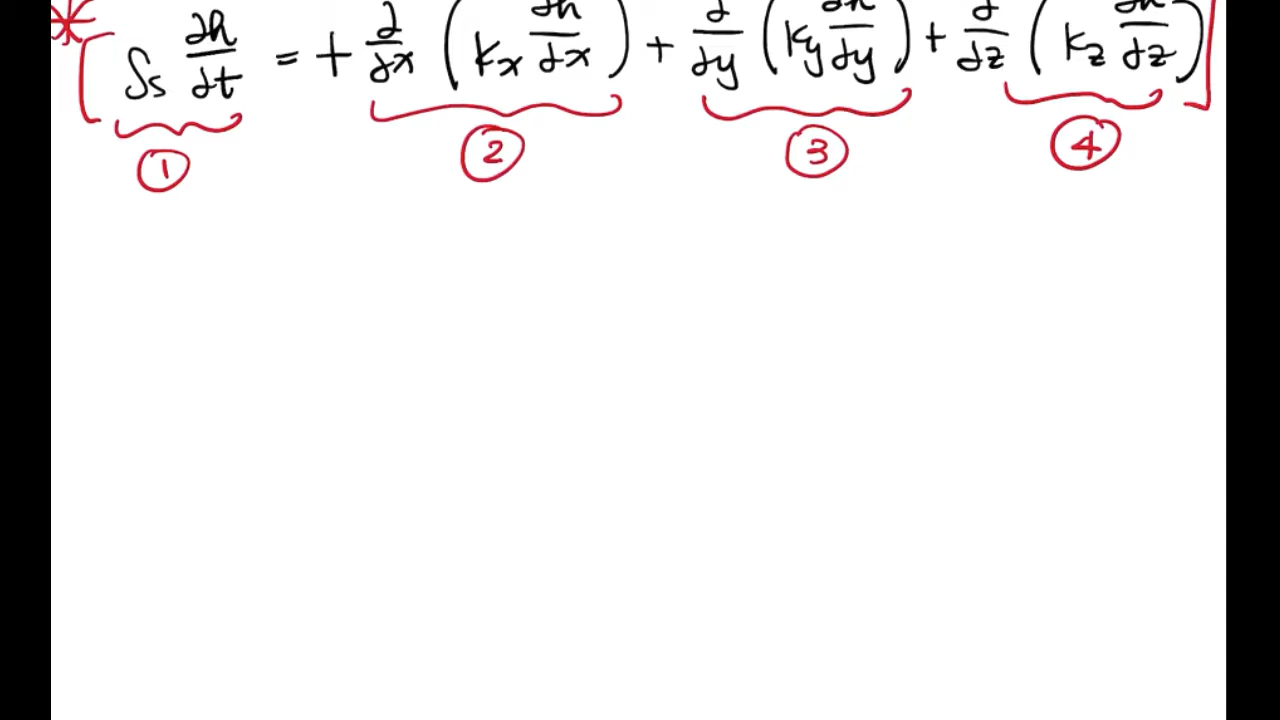 * [ Ss ∂h/∂t = + ∂/∂x (Kx ∂h/∂x) + ∂/∂y (Ky ∂h/∂y) + ∂/∂z (Kz ∂h/∂z) ]
① ② ③ ④